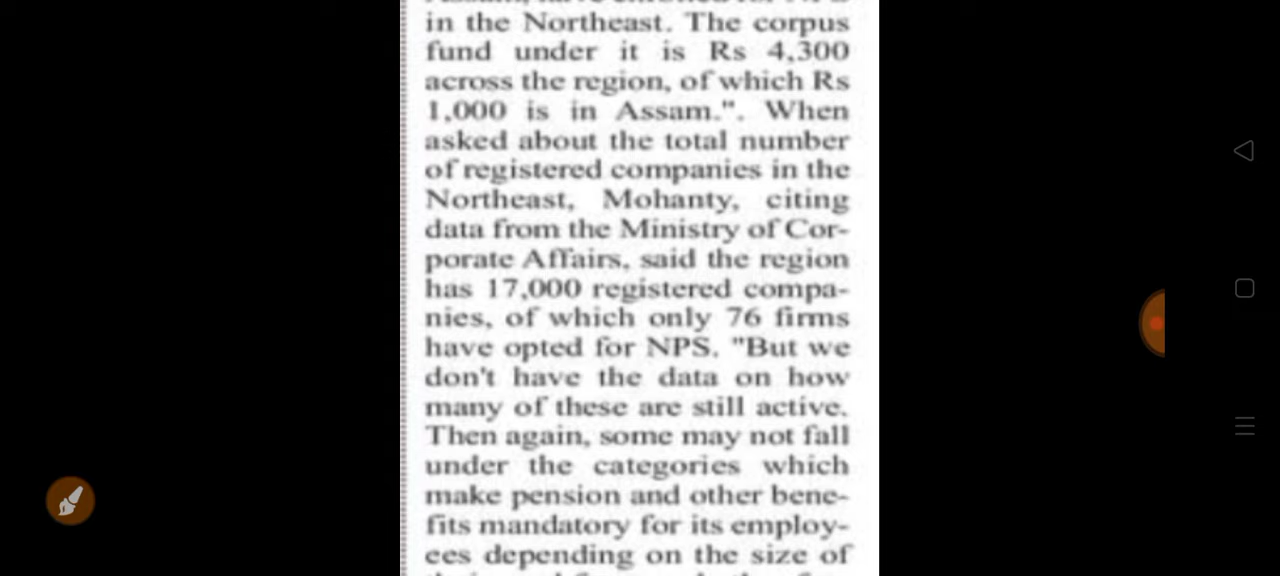 in the Northeast. The corpus
fund under it is Rs 4,300
across the region, of which Rs
1,000 is in Assam.". When
asked about the total number
of registered companies in the
Northeast, Mohanty, citing
data from the Ministry of Cor-
porate Affairs, said the region
has 17,000 registered compa-
nies, of which only 76 firms
have opted for NPS. "But we
don't have the data on how
many of these are still active.
Then again, some may not fall
under the categories which
make pension and other bene-
fits mandatory for its employ-
ees depending on the size of